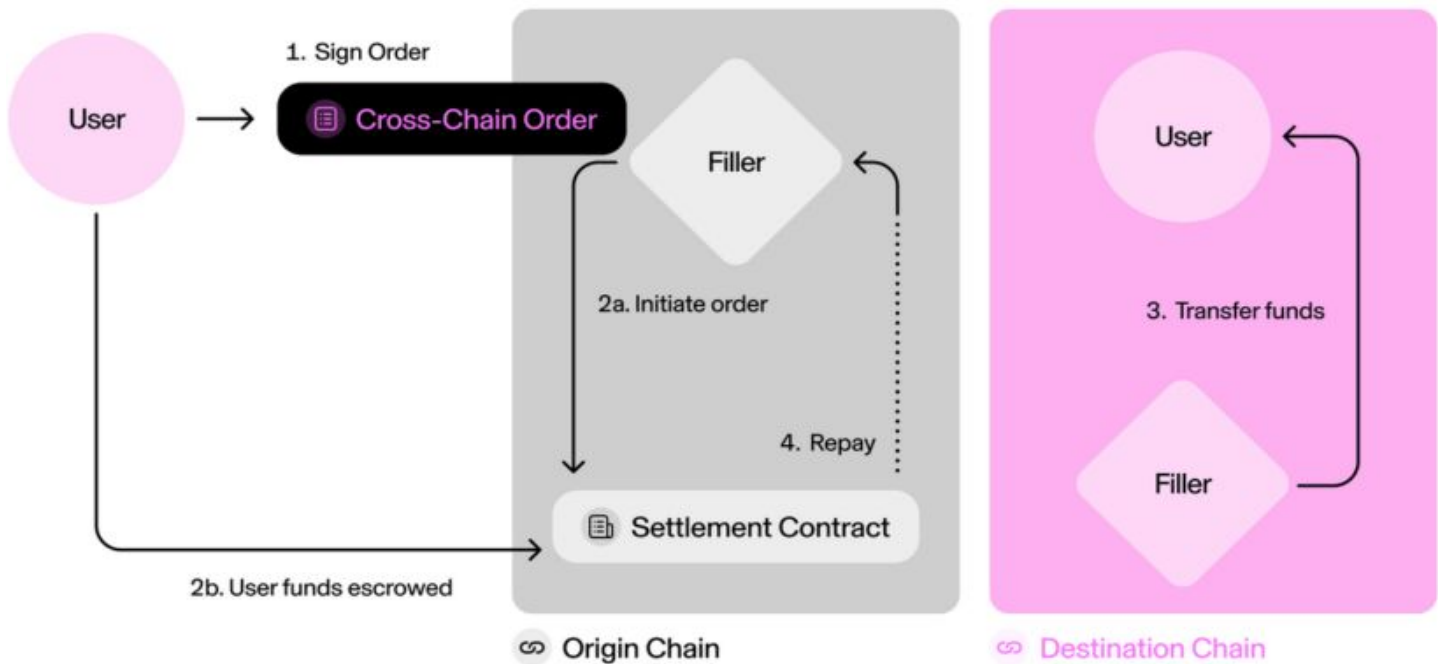 1. Sign Order
User
Cross-Chain Order
Filler
User
2a. Initiate order
3. Transfer funds
4. Repay
Filler
Settlement Contract
2b. User funds escrowed
Origin Chain
Destination Chain